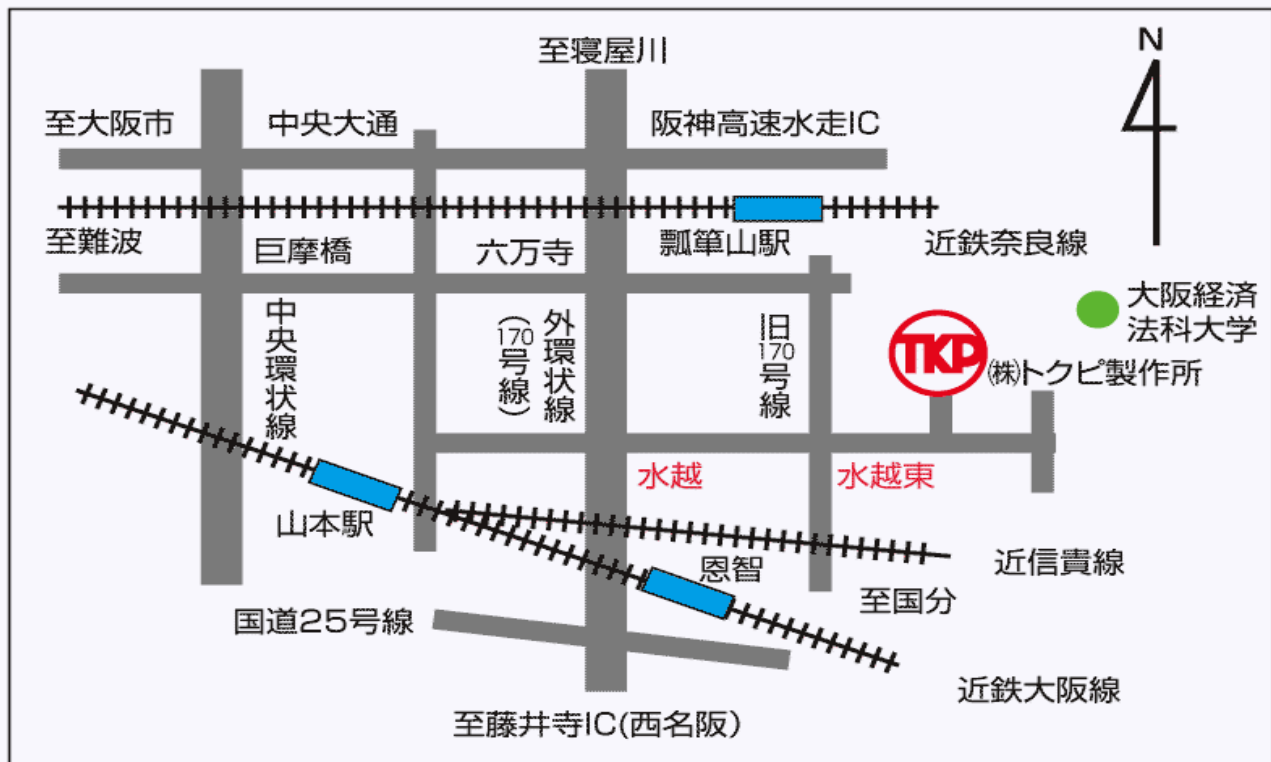 至寝屋川
N
至大阪市
中央大通
阪神高速水走IC
至難波
巨摩橋
六万寺
瓢箪山駅
近鉄奈良線
大阪経済
法科大学
中央環状線
外環状線
(170号線)
旧170号線
TKP
㈱トクピ製作所
水越
水越東
山本駅
恩智
近信貴線
至国分
国道25号線
近鉄大阪線
至藤井寺IC(西名阪)